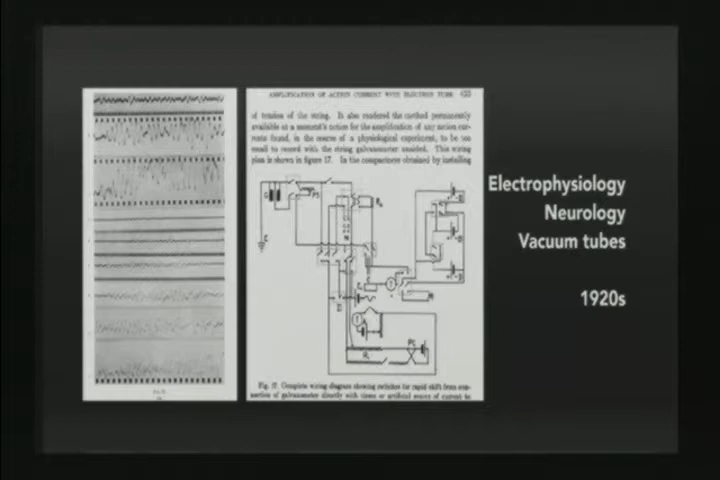 AMPLIFICATION OF ACTION CURRENT WITH ELECTRON TUBE 433
of tension of the string. It also rendered the method permanently
available at a moment's notice for the amplification of any action cur-
rents found, in the course of a physiological experiment, to be too
small to record with the string galvanometer unaided. This wiring
plan is shown in figure 17. In the compactness obtained by installing
Fig. 17. Complete wiring diagram showing switches for rapid shift from con-
nection of galvanometer directly with tissue or artificial source of current to
Electrophysiology
Neurology
Vacuum tubes
1920s